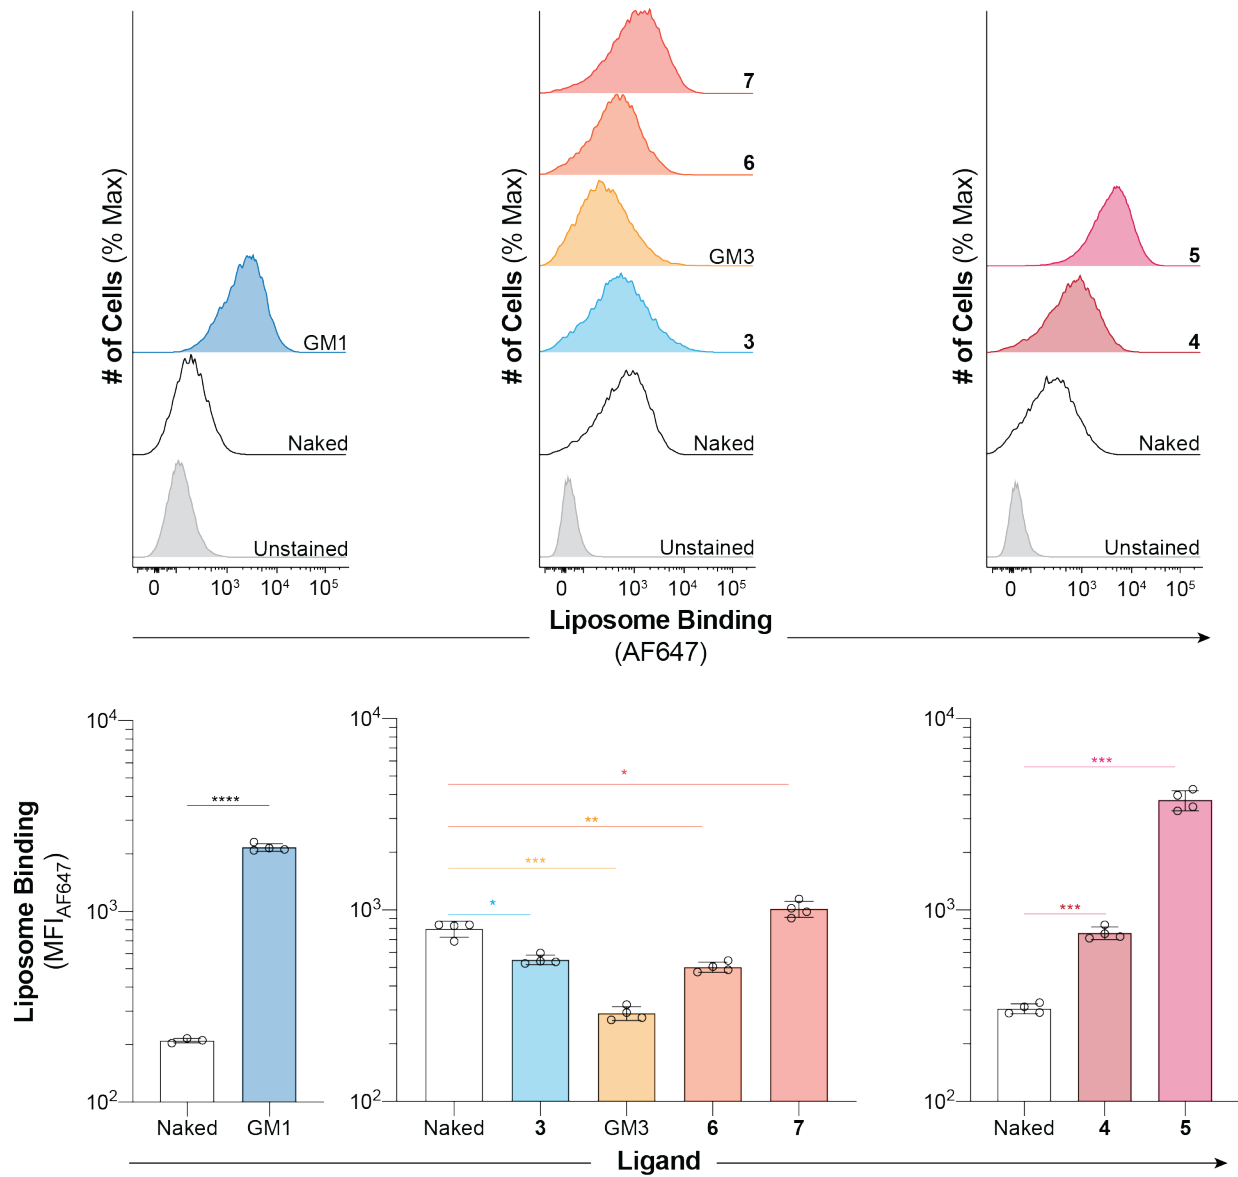 # of Cells (% Max)
GM1
Naked
Unstained
0 10³ 10⁴ 10⁵
# of Cells (% Max)
7
6
GM3
3
Naked
Unstained
0 10³ 10⁴ 10⁵
# of Cells (% Max)
5
4
Naked
Unstained
0 10³ 10⁴ 10⁵
Liposome Binding
(AF647)
Liposome Binding
(MFI_AF647)
10⁴
10³
10²
****
Naked GM1
10⁴
10³
10²
*
**
***
*
Naked 3 GM3 6 7
10⁴
10³
10²
***
***
Naked 4 5
Ligand